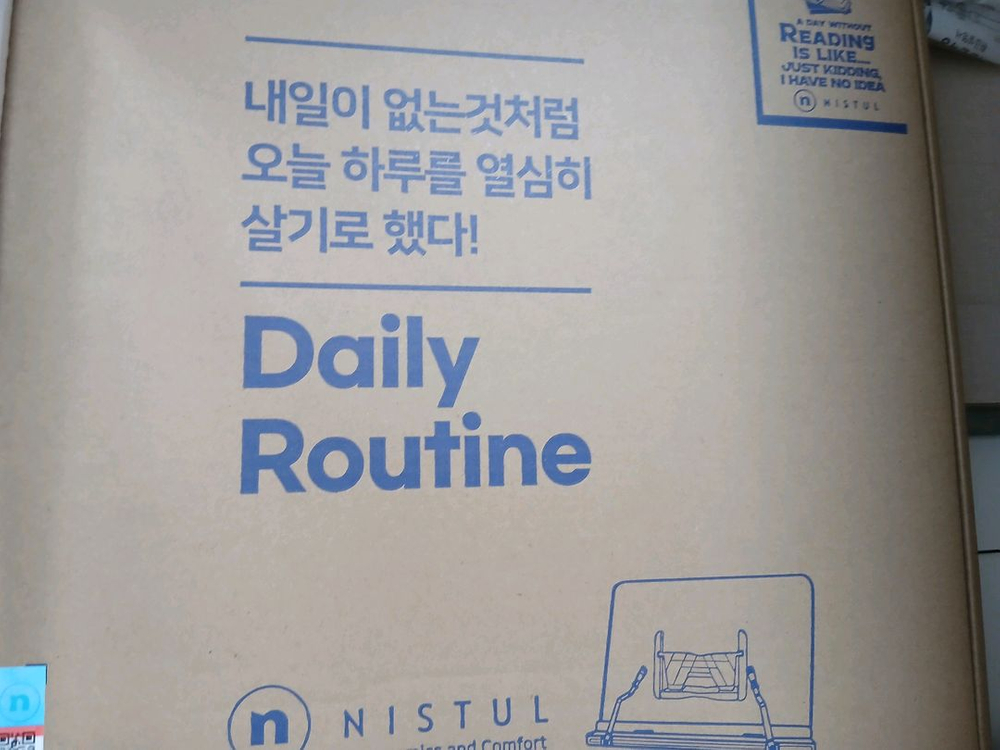 A DAY WITHOUT
READING
IS LIKE...
JUST KIDDING,
I HAVE NO IDEA
n NISTUL
내일이 없는것처럼
오늘 하루를 열심히
살기로 했다!
Daily
Routine
n NISTUL
and Comfort
n